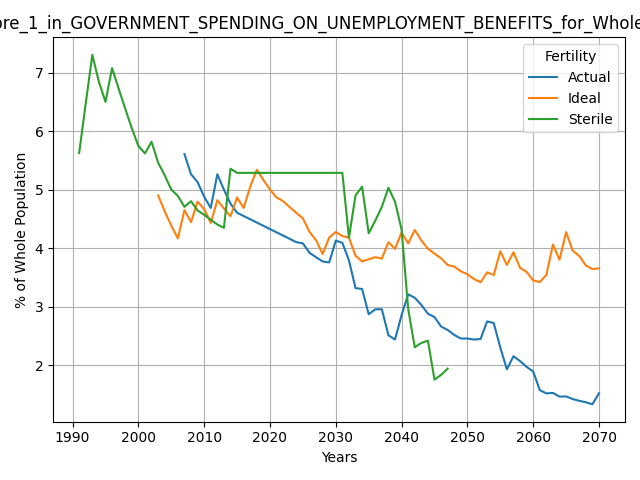 ore_1_in_GOVERNMENT_SPENDING_ON_UNEMPLOYMENT_BENEFITS_for_Whole
Fertility
Actual
Ideal
Sterile
% of Whole Population
7
6
5
4
3
2
1990 2000 2010 2020 2030 2040 2050 2060 2070
Years